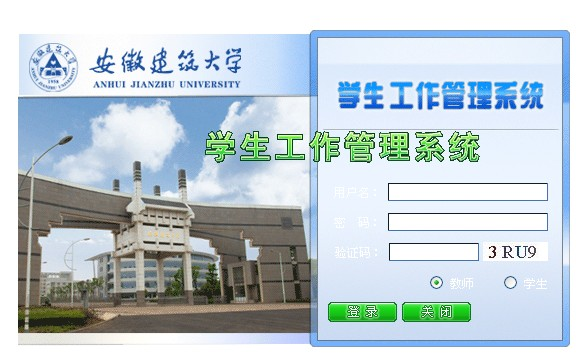 安徽建筑大学
ANHUI JIANZHU UNIVERSITY
学生工作管理系统
学生工作管理系统
用户名：
密 码：
验证码： 3 RU9
教师 学生
登 录 关 闭